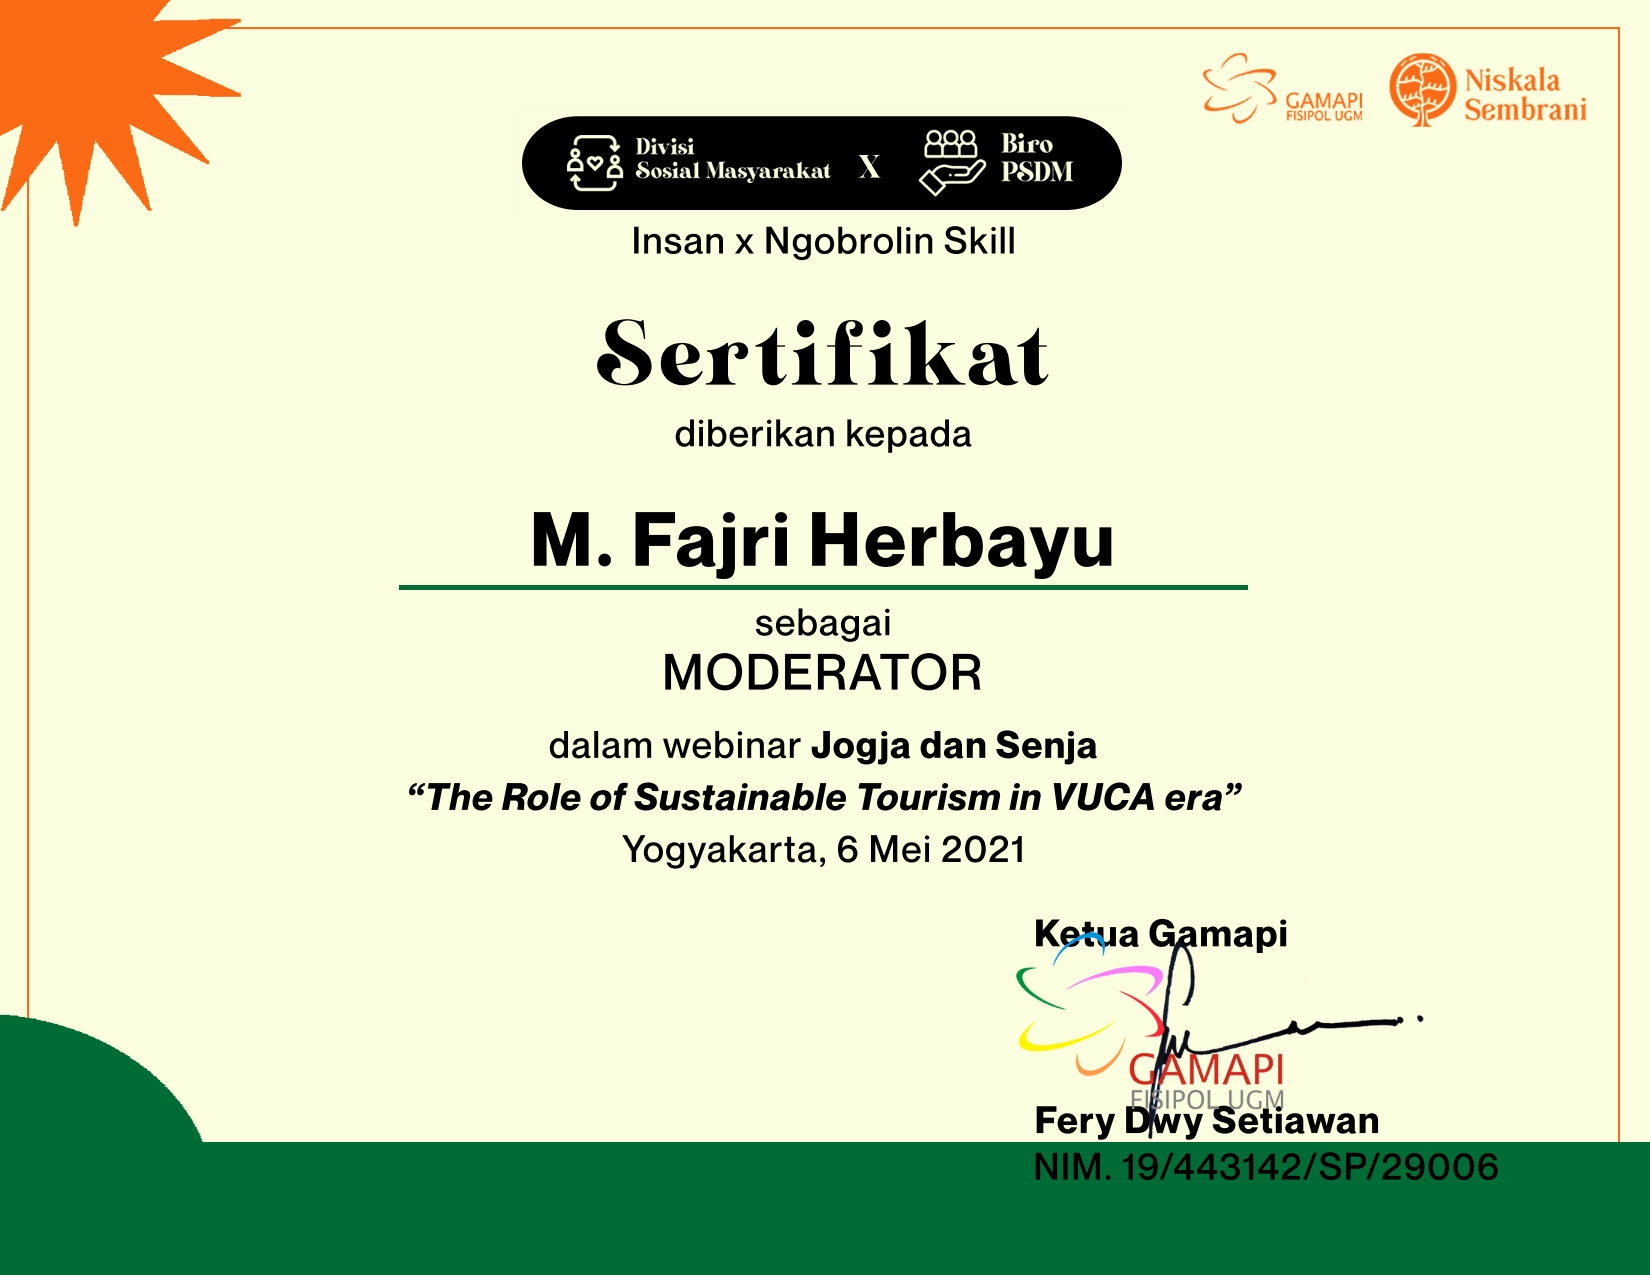 GAMAPI
FISIPOL UGM
Niskala
Sembrani
Divisi
Sosial Masyarakat
X
Biro
PSDM
Insan x Ngobrolin Skill
Sertifikat
diberikan kepada
M. Fajri Herbayu
sebagai
MODERATOR
dalam webinar Jogja dan Senja
“The Role of Sustainable Tourism in VUCA era”
Yogyakarta, 6 Mei 2021
Ketua Gamapi
GAMAPI
FISIPOL UGM
Fery Dwy Setiawan
NIM. 19/443142/SP/29006